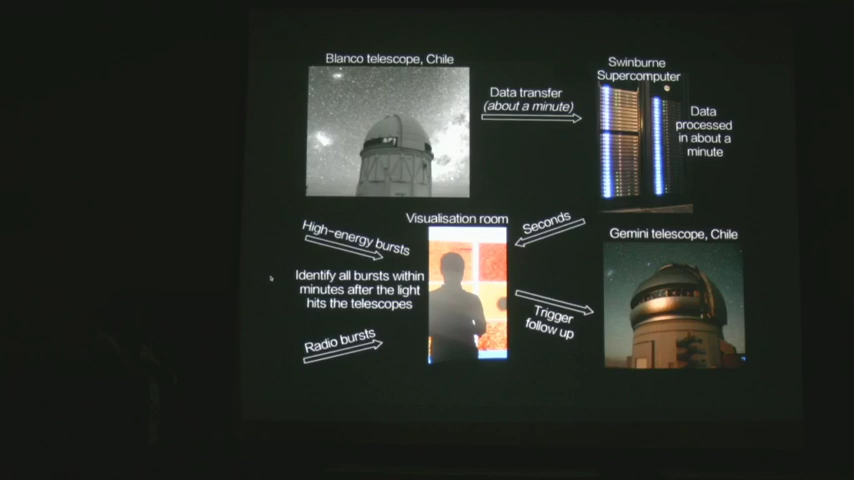 Blanco telescope, Chile
Data transfer
(about a minute)
Swinburne
Supercomputer
Data
processed
in about a
minute
Visualisation room
Seconds
High-energy bursts
Identify all bursts within
minutes after the light
hits the telescopes
Radio bursts
Trigger
follow up
Gemini telescope, Chile